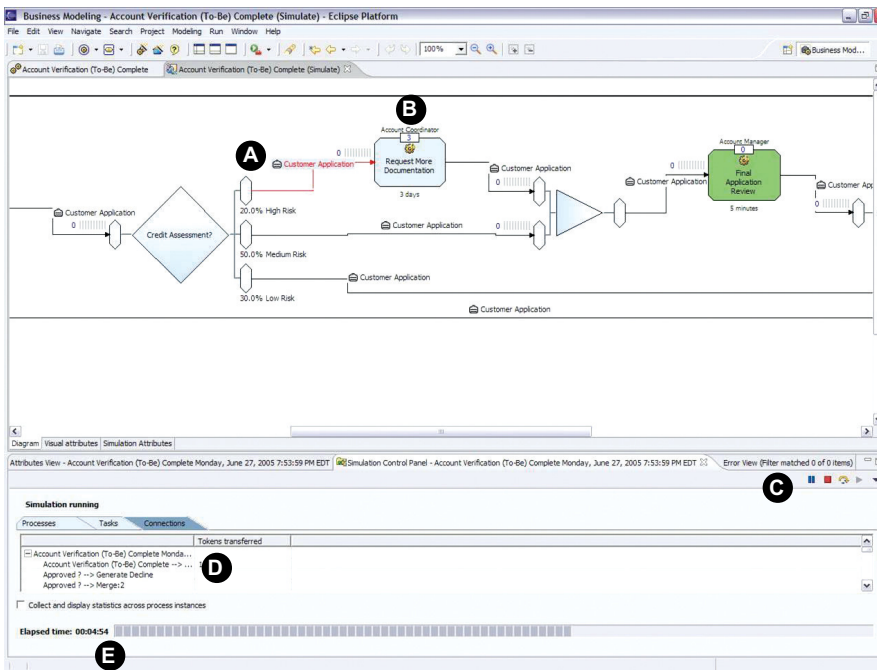 Business Modeling - Account Verification (To-Be) Complete (Simulate) - Eclipse Platform
File Edit View Navigate Search Project Modeling Run Window Help
100%
Business Mod...
Account Verification (To-Be) Complete
Account Verification (To-Be) Complete (Simulate)
B
Account Coordinator
3
Account Manager
0
A
0
Customer Application
Request More Documentation
3 days
Customer Application
0
0
Customer Application
Final Application Review
5 minutes
Customer App
0
20.0% High Risk
Customer Application
0
Credit Assessment?
Customer Application
0
50.0% Medium Risk
Customer Application
30.0% Low Risk
Customer Application
Diagram Visual attributes Simulation Attributes
Attributes View - Account Verification (To-Be) Complete Monday, June 27, 2005 7:53:59 PM EDT
Simulation Control Panel - Account Verification (To-Be) Complete Monday, June 27, 2005 7:53:59 PM EDT
Error View (Filter matched 0 of 0 items)
C
Simulation running
Processes Tasks Connections
Tokens transferred
Account Verification (To-Be) Complete Monda...
Account Verification (To-Be) Complete --> ...
D
Approved ? --> Generate Decline
Approved ? --> Merge:2
Collect and display statistics across process instances
Elapsed time: 00:04:54
E